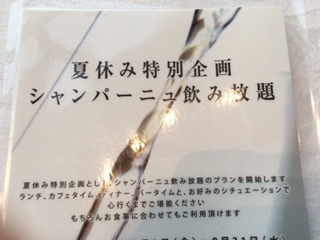 夏休み特別企画
シャンパーニュ飲み放題
夏休み特別企画として、シャンパーニュ飲み放題のプランを開始します
ランチ、カフェタイム、ディナー、バータイムと、お好みのシチュエーションで
心行くまでご堪能ください
もちろんお食事に合わせてもご利用頂けます